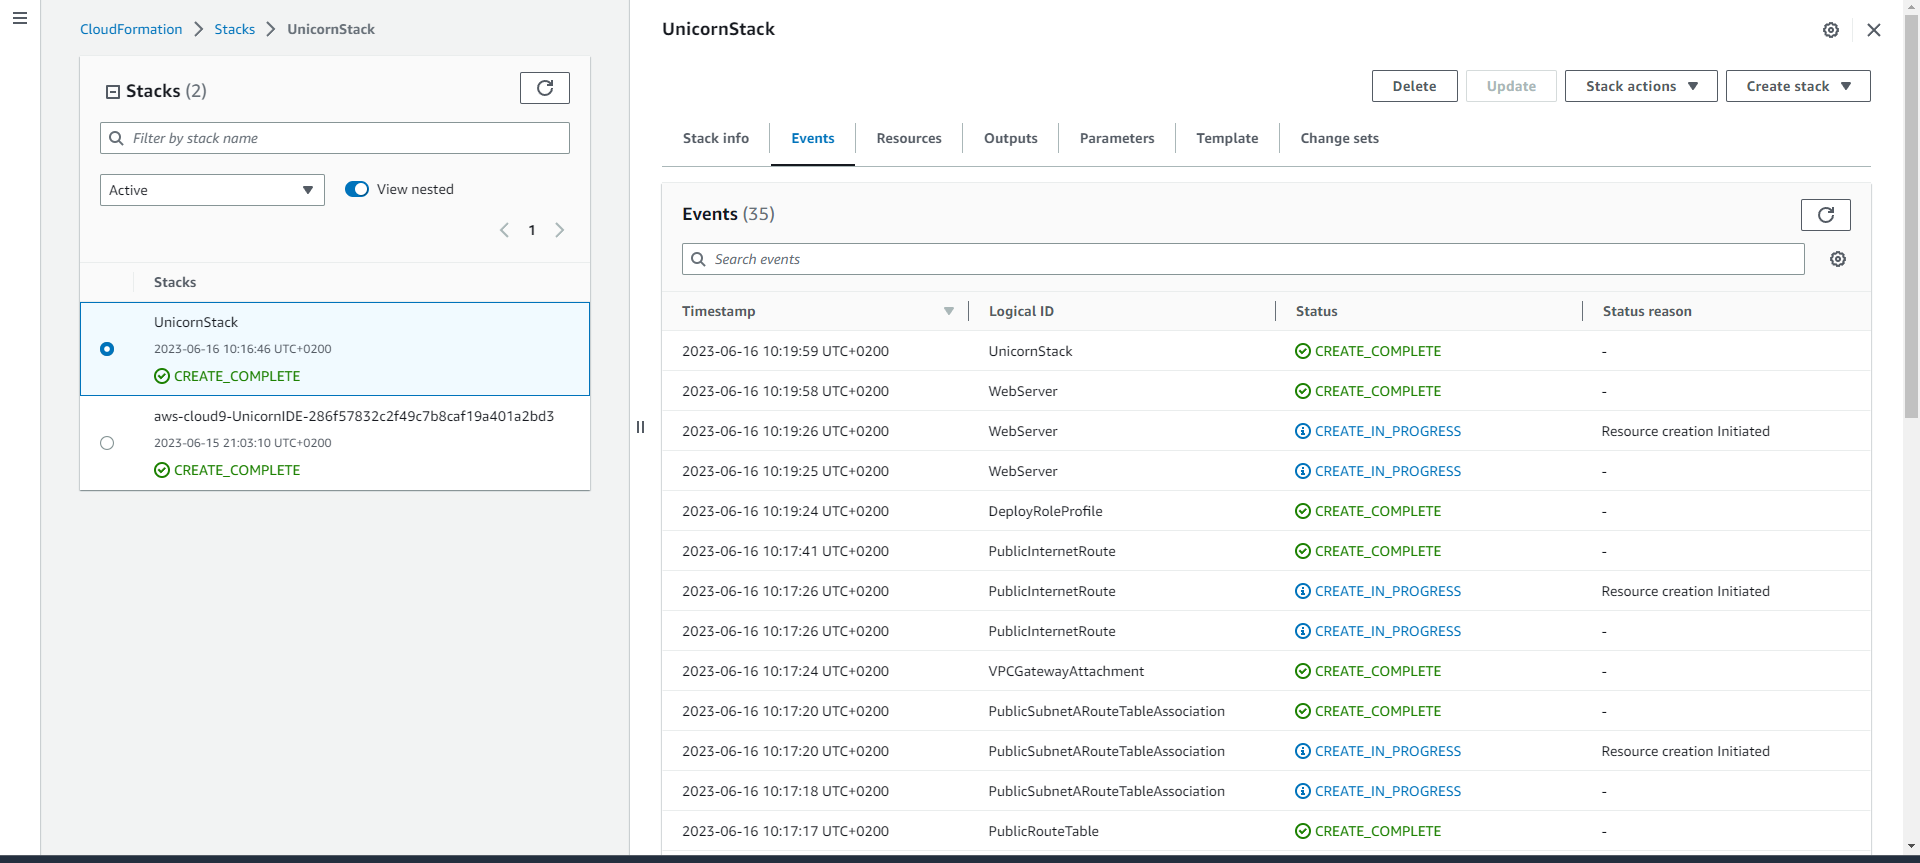 CloudFormation > Stacks > UnicornStack
Stacks (2)
Filter by stack name
Active
View nested
1
Stacks
UnicornStack
2023-06-16 10:16:46 UTC+0200
CREATE_COMPLETE
aws-cloud9-UnicornIDE-286f57832c2f49c7b8caf19a401a2bd3
2023-06-15 21:03:10 UTC+0200
CREATE_COMPLETE
UnicornStack
Delete Update Stack actions Create stack
Stack info Events Resources Outputs Parameters Template Change sets
Events (35)
Search events
Timestamp Logical ID Status Status reason
2023-06-16 10:19:59 UTC+0200 UnicornStack CREATE_COMPLETE -
2023-06-16 10:19:58 UTC+0200 WebServer CREATE_COMPLETE -
2023-06-16 10:19:26 UTC+0200 WebServer CREATE_IN_PROGRESS Resource creation Initiated
2023-06-16 10:19:25 UTC+0200 WebServer CREATE_IN_PROGRESS -
2023-06-16 10:19:24 UTC+0200 DeployRoleProfile CREATE_COMPLETE -
2023-06-16 10:17:41 UTC+0200 PublicInternetRoute CREATE_COMPLETE -
2023-06-16 10:17:26 UTC+0200 PublicInternetRoute CREATE_IN_PROGRESS Resource creation Initiated
2023-06-16 10:17:26 UTC+0200 PublicInternetRoute CREATE_IN_PROGRESS -
2023-06-16 10:17:24 UTC+0200 VPCGatewayAttachment CREATE_COMPLETE -
2023-06-16 10:17:20 UTC+0200 PublicSubnetARouteTableAssociation CREATE_COMPLETE -
2023-06-16 10:17:20 UTC+0200 PublicSubnetARouteTableAssociation CREATE_IN_PROGRESS Resource creation Initiated
2023-06-16 10:17:18 UTC+0200 PublicSubnetARouteTableAssociation CREATE_IN_PROGRESS -
2023-06-16 10:17:17 UTC+0200 PublicRouteTable CREATE_COMPLETE -